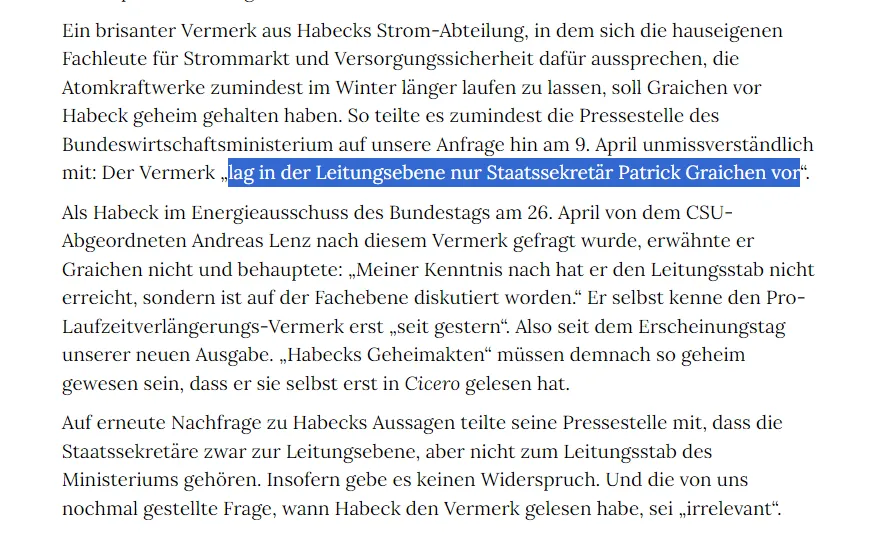 Ein brisanter Vermerk aus Habecks Strom-Abteilung, in dem sich die hauseigenen
Fachleute für Strommarkt und Versorgungssicherheit dafür aussprechen, die
Atomkraftwerke zumindest im Winter länger laufen zu lassen, soll Graichen vor
Habeck geheim gehalten haben. So teilte es zumindest die Pressestelle des
Bundeswirtschaftsministerium auf unsere Anfrage hin am 9. April unmissverständlich
mit: Der Vermerk „lag in der Leitungsebene nur Staatssekretär Patrick Graichen vor“.
Als Habeck im Energieausschuss des Bundestags am 26. April von dem CSU-
Abgeordneten Andreas Lenz nach diesem Vermerk gefragt wurde, erwähnte er
Graichen nicht und behauptete: „Meiner Kenntnis nach hat er den Leitungsstab nicht
erreicht, sondern ist auf der Fachebene diskutiert worden.“ Er selbst kenne den Pro-
Laufzeitverlängerungs-Vermerk erst „seit gestern“. Also seit dem Erscheinungstag
unserer neuen Ausgabe. „Habecks Geheimakten“ müssen demnach so geheim
gewesen sein, dass er sie selbst erst in Cicero gelesen hat.
Auf erneute Nachfrage zu Habecks Aussagen teilte seine Pressestelle mit, dass die
Staatssekretäre zwar zur Leitungsebene, aber nicht zum Leitungsstab des
Ministeriums gehören. Insofern gebe es keinen Widerspruch. Und die von uns
nochmal gestellte Frage, wann Habeck den Vermerk gelesen habe, sei „irrelevant“.